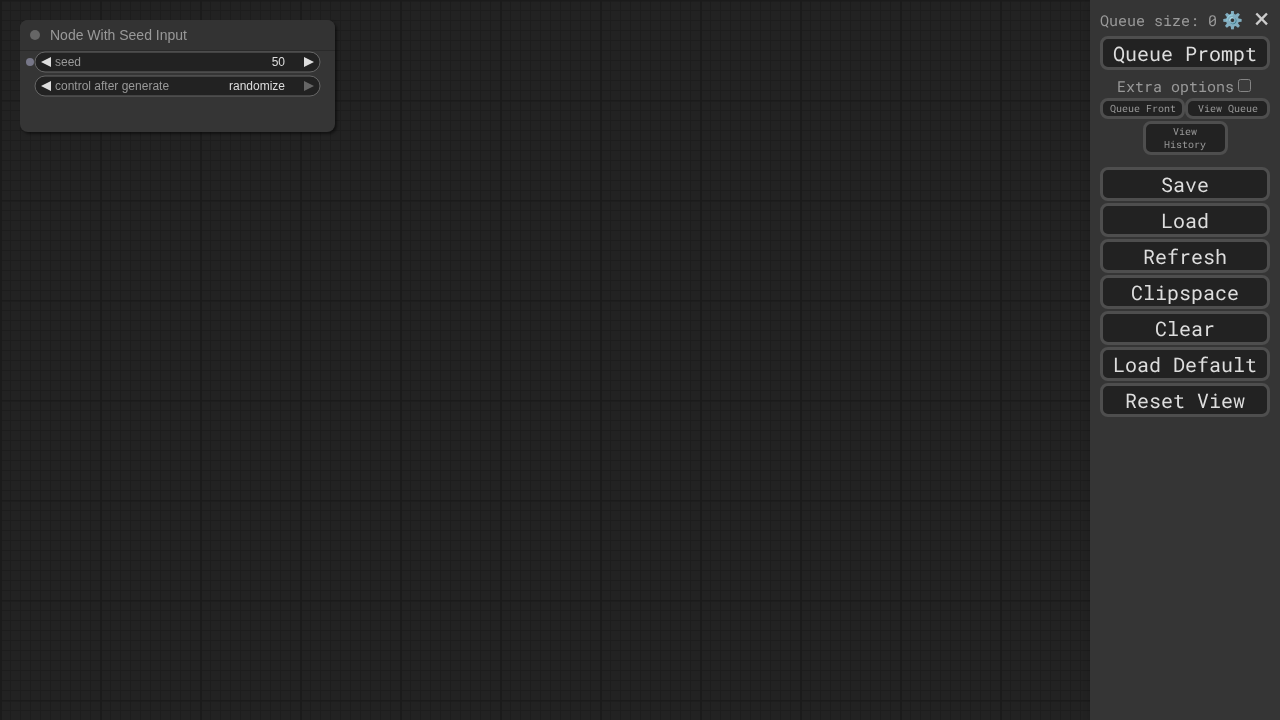 Node With Seed Input
seed 50
control after generate randomize
Queue size: 0
Queue Prompt
Extra options
Queue Front View Queue
View
History
Save
Load
Refresh
Clipspace
Clear
Load Default
Reset View